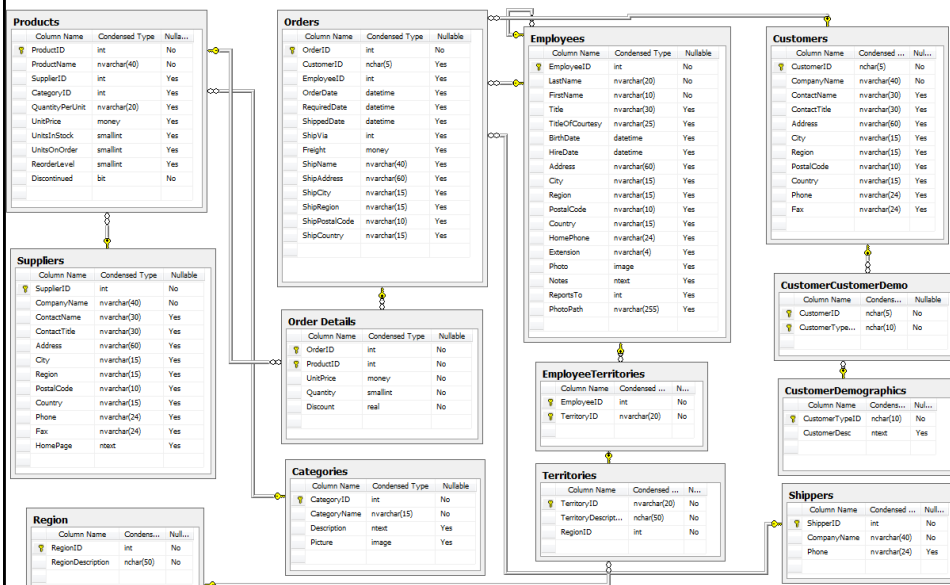 Products
Column Name Condensed Type Nulla...
ProductID int No
ProductName nvarchar(40) No
SupplierID int Yes
CategoryID int Yes
QuantityPerUnit nvarchar(20) Yes
UnitPrice money Yes
UnitsInStock smallint Yes
UnitsOnOrder smallint Yes
ReorderLevel smallint Yes
Discontinued bit No
Orders
Column Name Condensed Type Nullable
OrderID int No
CustomerID nchar(5) Yes
EmployeeID int Yes
OrderDate datetime Yes
RequiredDate datetime Yes
ShippedDate datetime Yes
ShipVia int Yes
Freight money Yes
ShipName nvarchar(40) Yes
ShipAddress nvarchar(60) Yes
ShipCity nvarchar(15) Yes
ShipRegion nvarchar(15) Yes
ShipPostalCode nvarchar(10) Yes
ShipCountry nvarchar(15) Yes
Employees
Column Name Condensed Type Nullable
EmployeeID int No
LastName nvarchar(20) No
FirstName nvarchar(10) No
Title nvarchar(30) Yes
TitleOfCourtesy nvarchar(25) Yes
BirthDate datetime Yes
HireDate datetime Yes
Address nvarchar(60) Yes
City nvarchar(15) Yes
Region nvarchar(15) Yes
PostalCode nvarchar(10) Yes
Country nvarchar(15) Yes
HomePhone nvarchar(24) Yes
Extension nvarchar(4) Yes
Photo image Yes
Notes ntext Yes
ReportsTo int Yes
PhotoPath nvarchar(255) Yes
Customers
Column Name Condensed ... Nul...
CustomerID nchar(5) No
CompanyName nvarchar(40) No
ContactName nvarchar(30) Yes
ContactTitle nvarchar(30) Yes
Address nvarchar(60) Yes
City nvarchar(15) Yes
Region nvarchar(15) Yes
PostalCode nvarchar(10) Yes
Country nvarchar(15) Yes
Phone nvarchar(24) Yes
Fax nvarchar(24) Yes
Suppliers
Column Name Condensed Type Nullable
SupplierID int No
CompanyName nvarchar(40) No
ContactName nvarchar(30) Yes
ContactTitle nvarchar(30) Yes
Address nvarchar(60) Yes
City nvarchar(15) Yes
Region nvarchar(15) Yes
PostalCode nvarchar(10) Yes
Country nvarchar(15) Yes
Phone nvarchar(24) Yes
Fax nvarchar(24) Yes
HomePage ntext Yes
Order Details
Column Name Condensed Type Nullable
OrderID int No
ProductID int No
UnitPrice money No
Quantity smallint No
Discount real No
CustomerCustomerDemo
Column Name Condens... Nullable
CustomerID nchar(5) No
CustomerType... nchar(10) No
EmployeeTerritories
Column Name Condensed ... N...
EmployeeID int No
TerritoryID nvarchar(20) No
CustomerDemographics
Column Name Condens... Nul...
CustomerTypeID nchar(10) No
CustomerDesc ntext Yes
Categories
Column Name Condensed Type Nullable
CategoryID int No
CategoryName nvarchar(15) No
Description ntext Yes
Picture image Yes
Territories
Column Name Condensed ... N...
TerritoryID nvarchar(20) No
TerritoryDescript... nchar(50) No
RegionID int No
Shippers
Column Name Condensed ... Null...
ShipperID int No
CompanyName nvarchar(40) No
Phone nvarchar(24) Yes
Region
Column Name Condens... Null...
RegionID int No
RegionDescription nchar(50) No